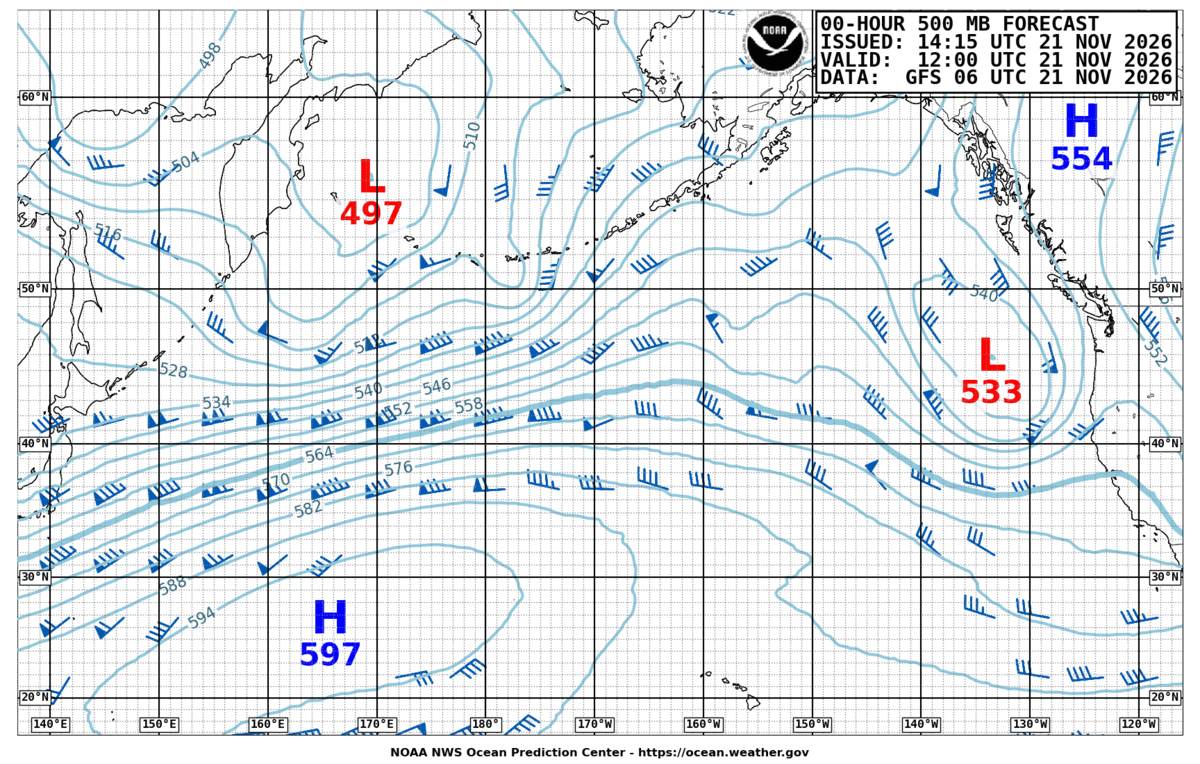 00-HOUR 500 MB FORECAST
ISSUED: 14:15 UTC 21 NOV 2026
VALID: 12:00 UTC 21 NOV 2026
DATA: GFS 06 UTC 21 NOV 2026
NOAA
498
60°N
60°N
H
554
510
504
L
497
516
50°N
50°N
540
528
L
533
552
534
540
546
552
558
40°N
40°N
564
570
576
582
30°N
30°N
588
594
H
597
20°N
20°N
140°E
150°E
160°E
170°E
180°
170°W
160°W
150°W
140°W
130°W
120°W
NOAA NWS Ocean Prediction Center - https://ocean.weather.gov